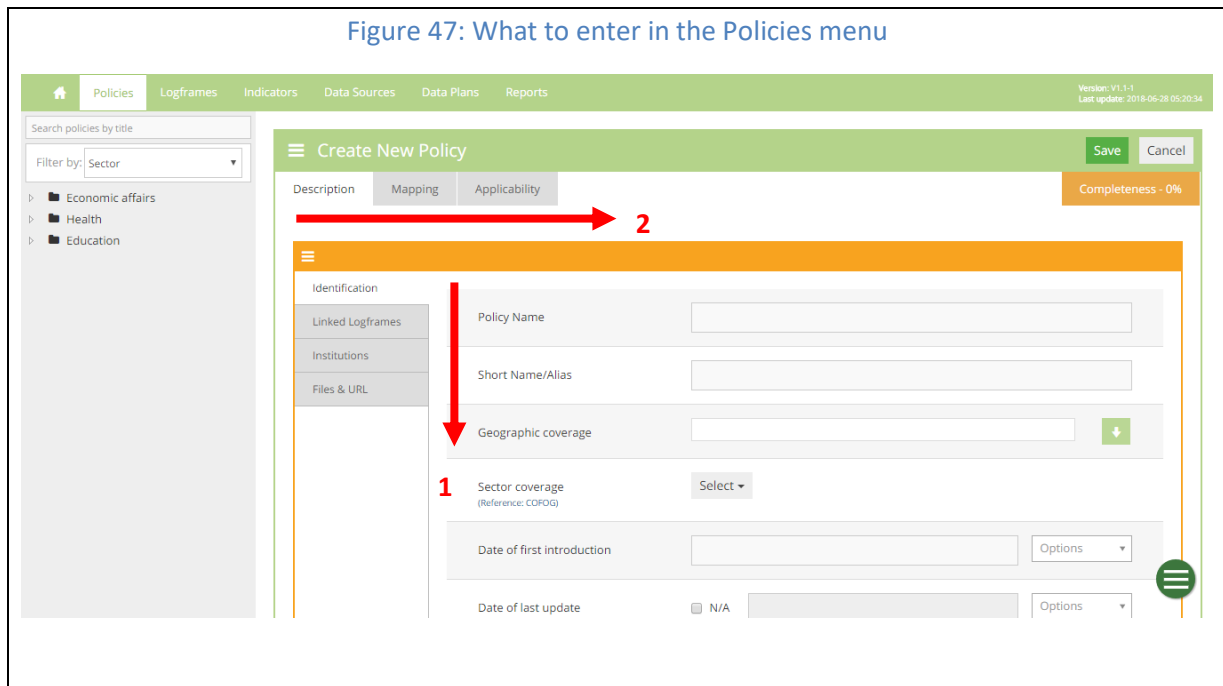 Figure 47: What to enter in the Policies menu
Policies Logframes Indicators Data Sources Data Plans Reports
Version: V1.1-1
Last update: 2018-06-28 05:20:34
Search policies by title
Filter by: Sector
Economic affairs
Health
Education
Create New Policy
Save Cancel
Description Mapping Applicability
Completeness - 0%
2
Identification
Linked Logframes
Institutions
Files & URL
1
Policy Name
Short Name/Alias
Geographic coverage
Sector coverage
(Reference: COFOG)
Select
Date of first introduction
Options
Date of last update
N/A
Options